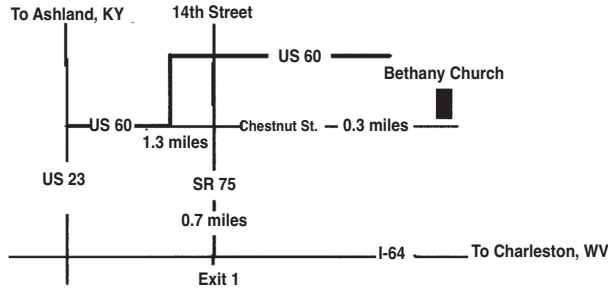 To Ashland, KY
14th Street
US 60
Bethany Church
US 60
Chestnut St.
0.3 miles
1.3 miles
US 23
SR 75
0.7 miles
I-64
To Charleston, WV
Exit 1